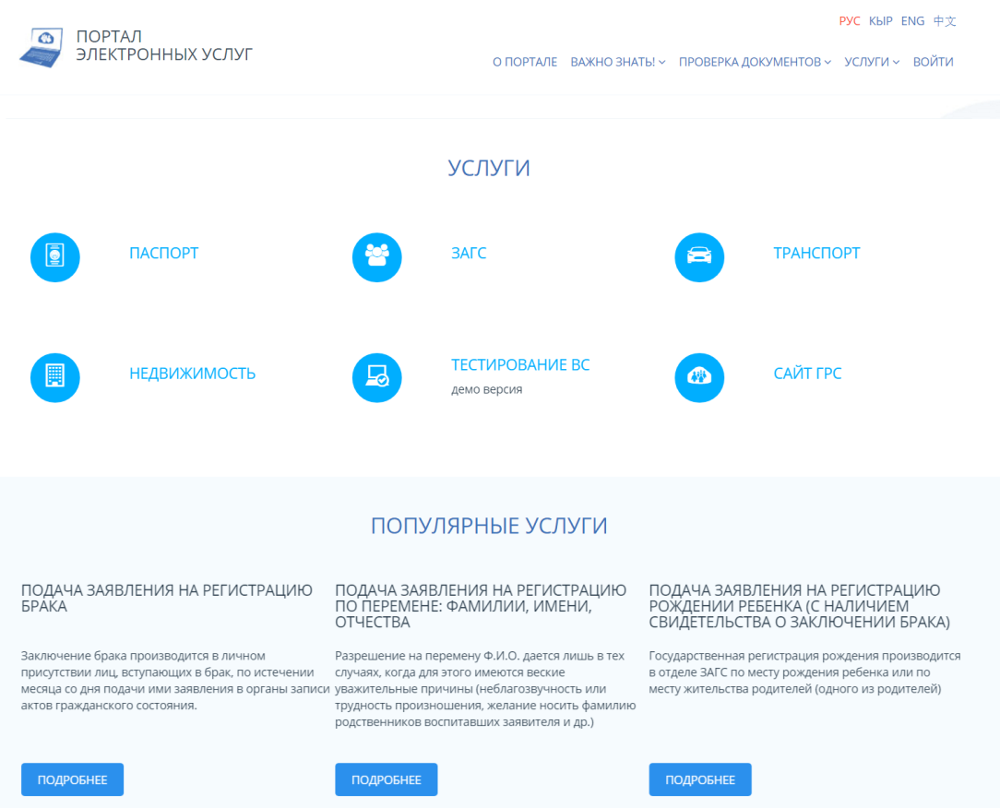 РУС КЫР ENG 中文
ПОРТАЛ
ЭЛЕКТРОННЫХ УСЛУГ
О ПОРТАЛЕ ВАЖНО ЗНАТЬ! ПРОВЕРКА ДОКУМЕНТОВ УСЛУГИ ВОЙТИ
УСЛУГИ
ПАСПОРТ
ЗАГС
ТРАНСПОРТ
НЕДВИЖИМОСТЬ
ТЕСТИРОВАНИЕ ВС
демо версия
САЙТ ГРС
ПОПУЛЯРНЫЕ УСЛУГИ
ПОДАЧА ЗАЯВЛЕНИЯ НА РЕГИСТРАЦИЮ
БРАКА
Заключение брака производится в личном
присутствии лиц, вступающих в брак, по истечении
месяца со дня подачи ими заявления в органы записи
актов гражданского состояния.
ПОДРОБНЕЕ
ПОДАЧА ЗАЯВЛЕНИЯ НА РЕГИСТРАЦИЮ
ПО ПЕРЕМЕНЕ: ФАМИЛИИ, ИМЕНИ,
ОТЧЕСТВА
Разрешение на перемену Ф.И.О. дается лишь в тех
случаях, когда для этого имеются веские
уважительные причины (неблагозвучность или
трудность произношения, желание носить фамилию
родственников воспитавших заявителя и др.)
ПОДРОБНЕЕ
ПОДАЧА ЗАЯВЛЕНИЯ НА РЕГИСТРАЦИЮ
РОЖДЕНИИ РЕБЕНКА (С НАЛИЧИЕМ
СВИДЕТЕЛЬСТВА О ЗАКЛЮЧЕНИИ БРАКА)
Государственная регистрация рождения производится
в отделе ЗАГС по месту рождения ребенка или по
месту жительства родителей (одного из родителей)
ПОДРОБНЕЕ